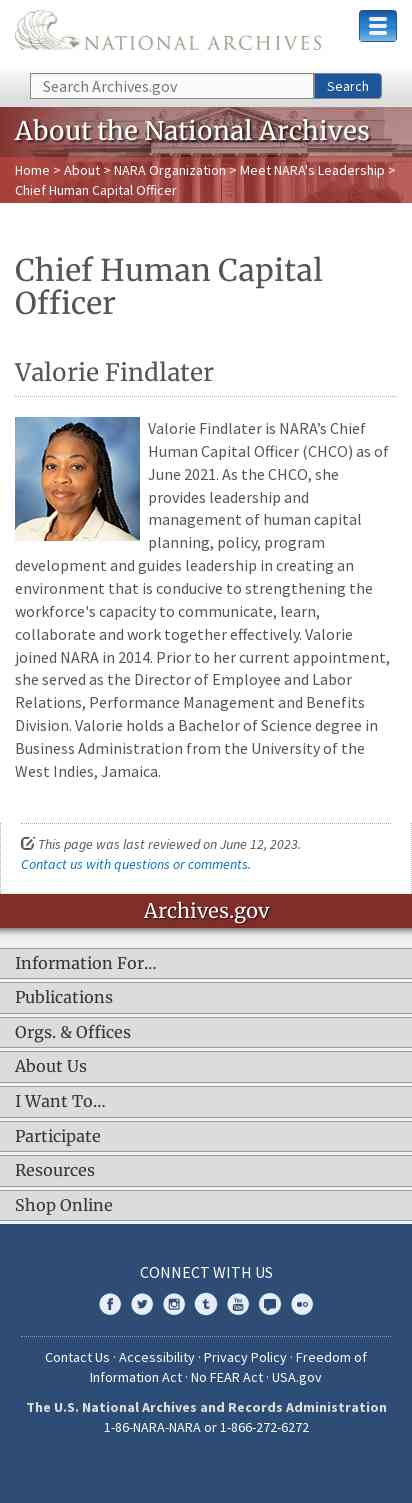 NATIONAL ARCHIVES
Search Archives.gov
Search
About the National Archives
Home > About > NARA Organization > Meet NARA's Leadership >
Chief Human Capital Officer
Chief Human Capital
Officer
Valorie Findlater
Valorie Findlater is NARA’s Chief
Human Capital Officer (CHCO) as of
June 2021. As the CHCO, she
provides leadership and
management of human capital
planning, policy, program
development and guides leadership in creating an
environment that is conducive to strengthening the
workforce's capacity to communicate, learn,
collaborate and work together effectively. Valorie
joined NARA in 2014. Prior to her current appointment,
she served as the Director of Employee and Labor
Relations, Performance Management and Benefits
Division. Valorie holds a Bachelor of Science degree in
Business Administration from the University of the
West Indies, Jamaica.
This page was last reviewed on June 12, 2023.
Contact us with questions or comments.
Archives.gov
Information For…
Publications
Orgs. & Offices
About Us
I Want To…
Participate
Resources
Shop Online
CONNECT WITH US
Contact Us · Accessibility · Privacy Policy · Freedom of
Information Act · No FEAR Act · USA.gov
The U.S. National Archives and Records Administration
1-86-NARA-NARA or 1-866-272-6272